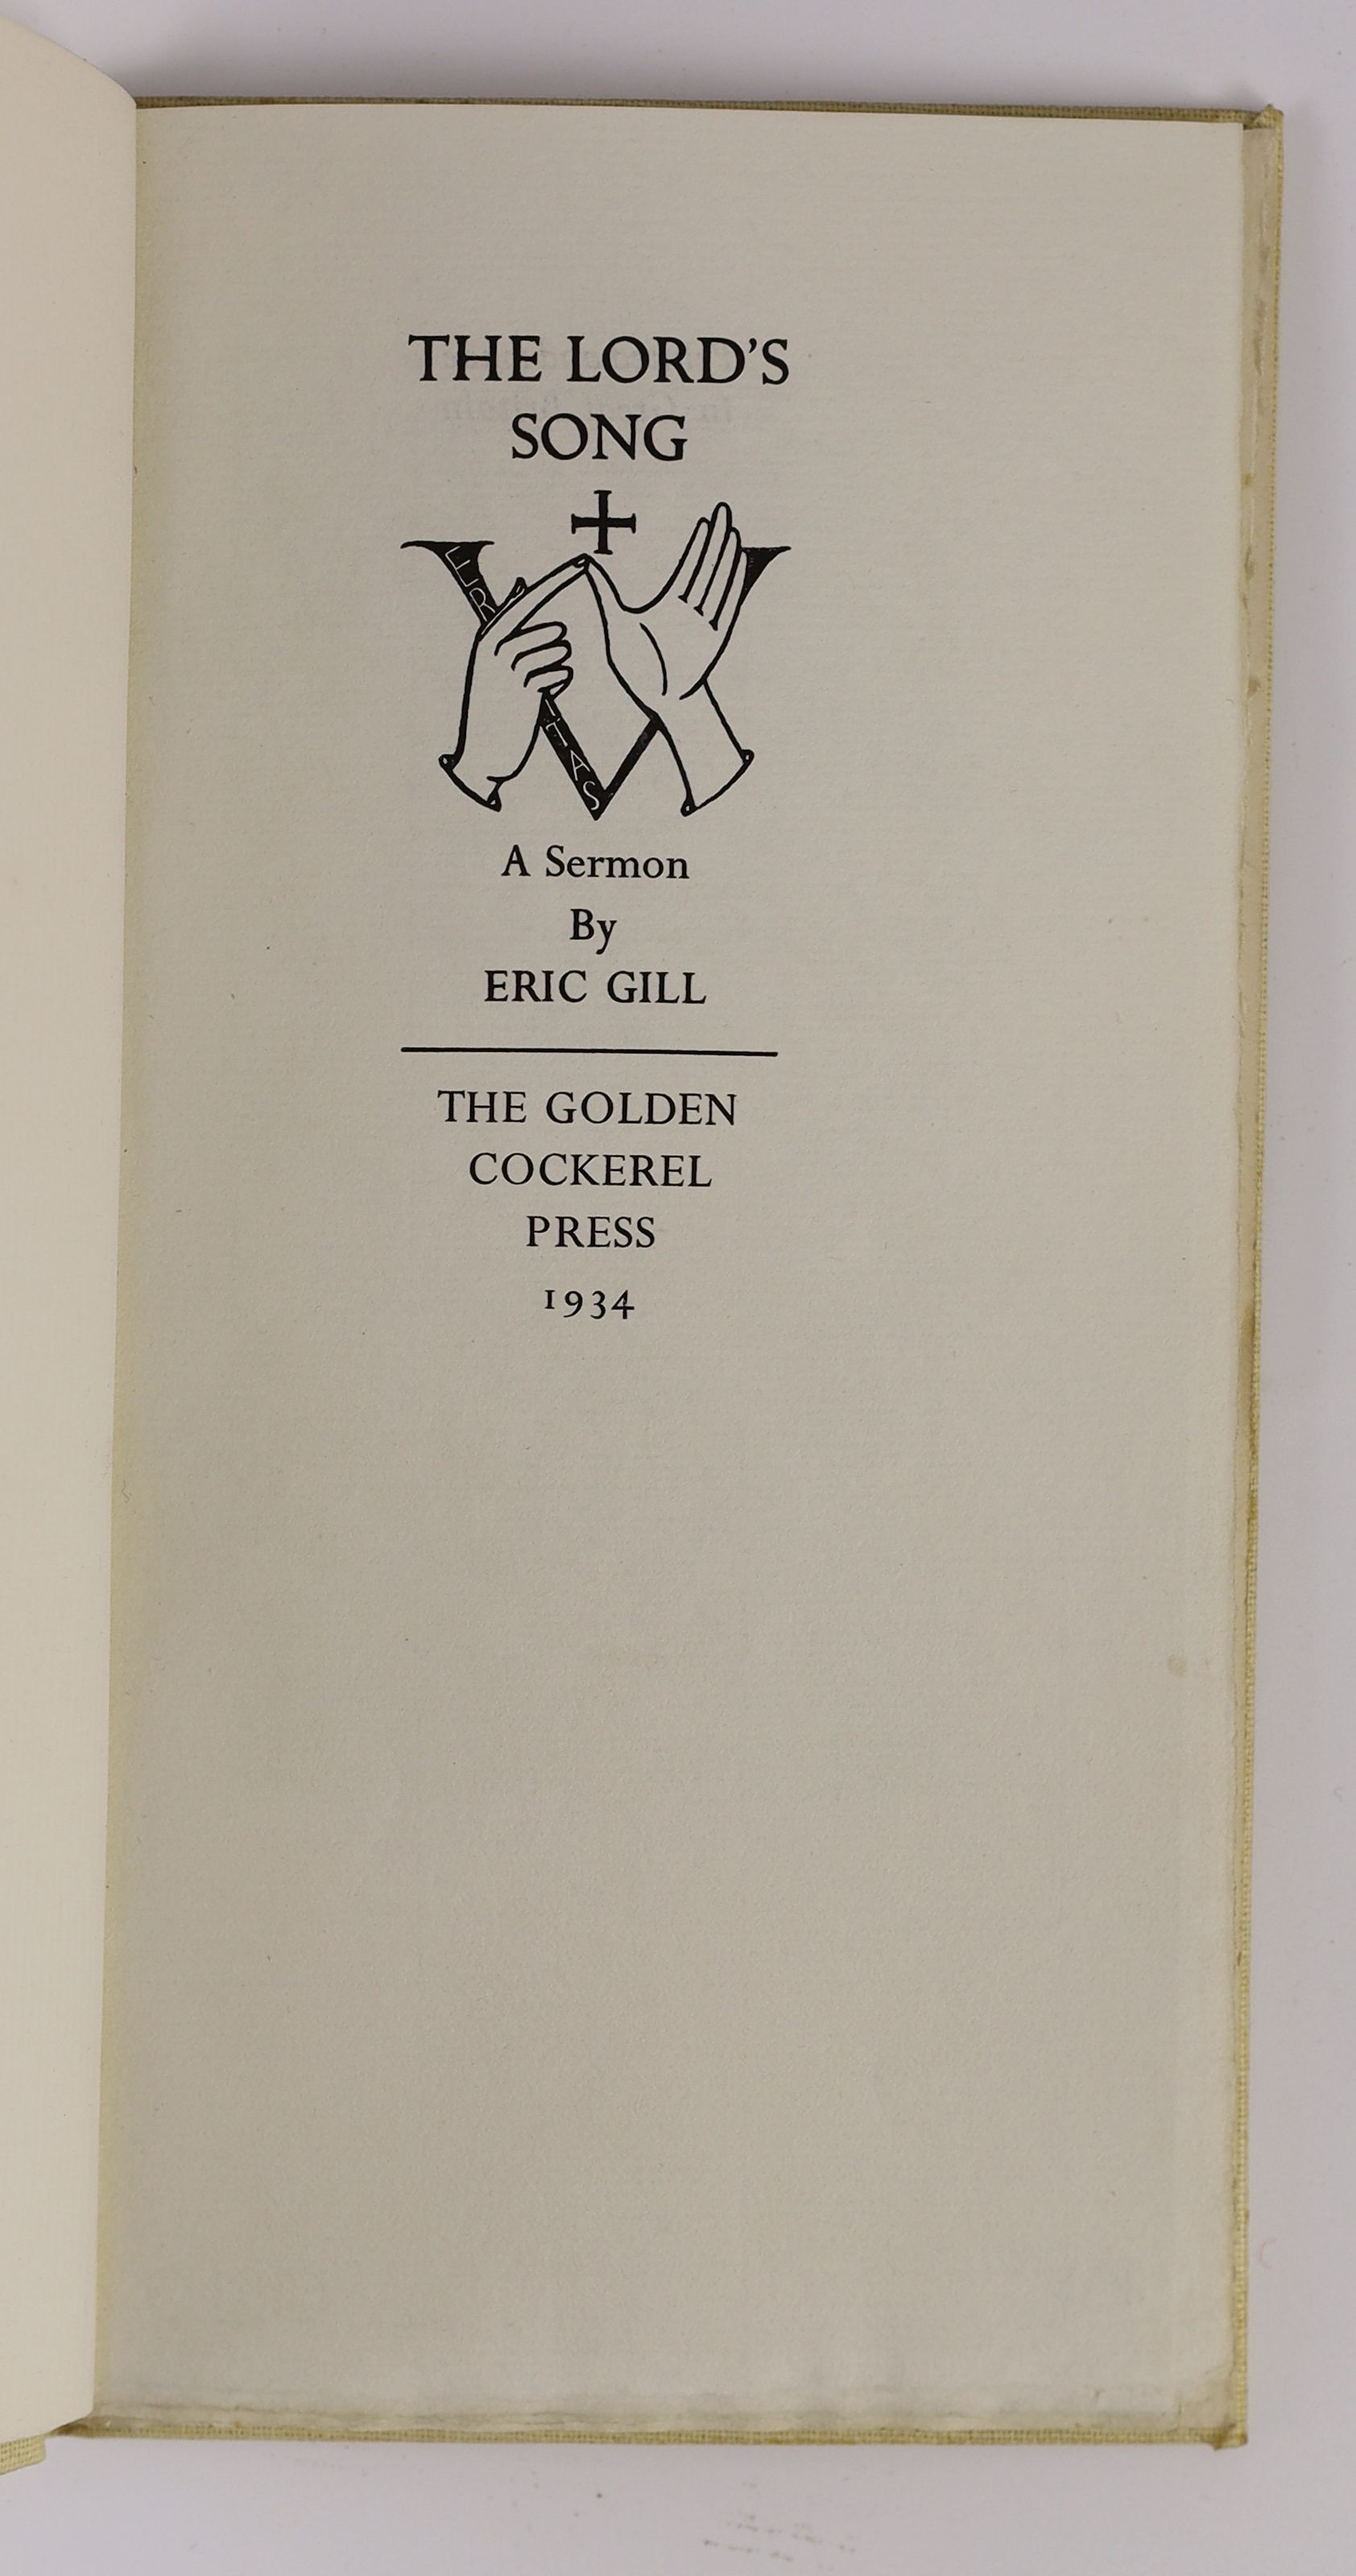 THE LORD'S
SONG
A Sermon
By
ERIC GILL
THE GOLDEN
COCKEREL
PRESS
1934